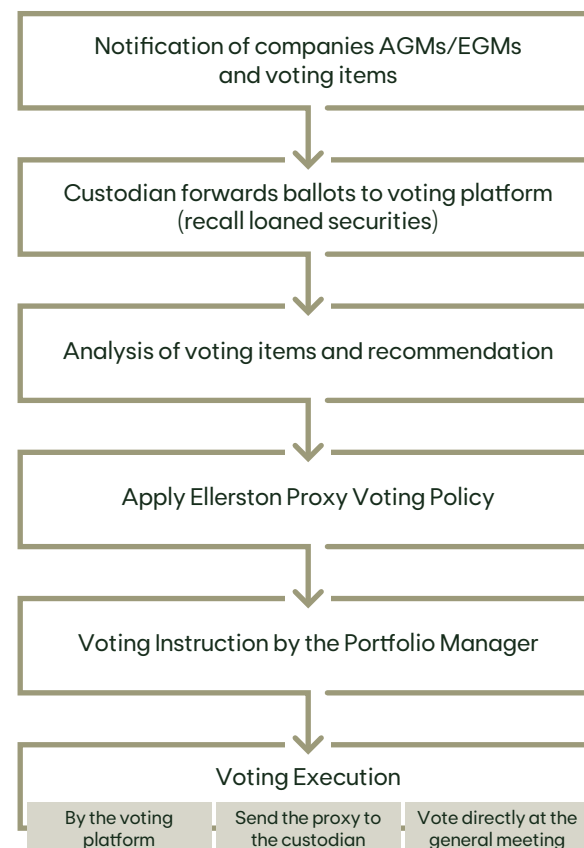 Notification of companies AGMs/EGMs
and voting items
Custodian forwards ballots to voting platform
(recall loaned securities)
Analysis of voting items and recommendation
Apply Ellerston Proxy Voting Policy
Voting Instruction by the Portfolio Manager
Voting Execution
By the voting
platform
Send the proxy to
the custodian
Vote directly at the
general meeting